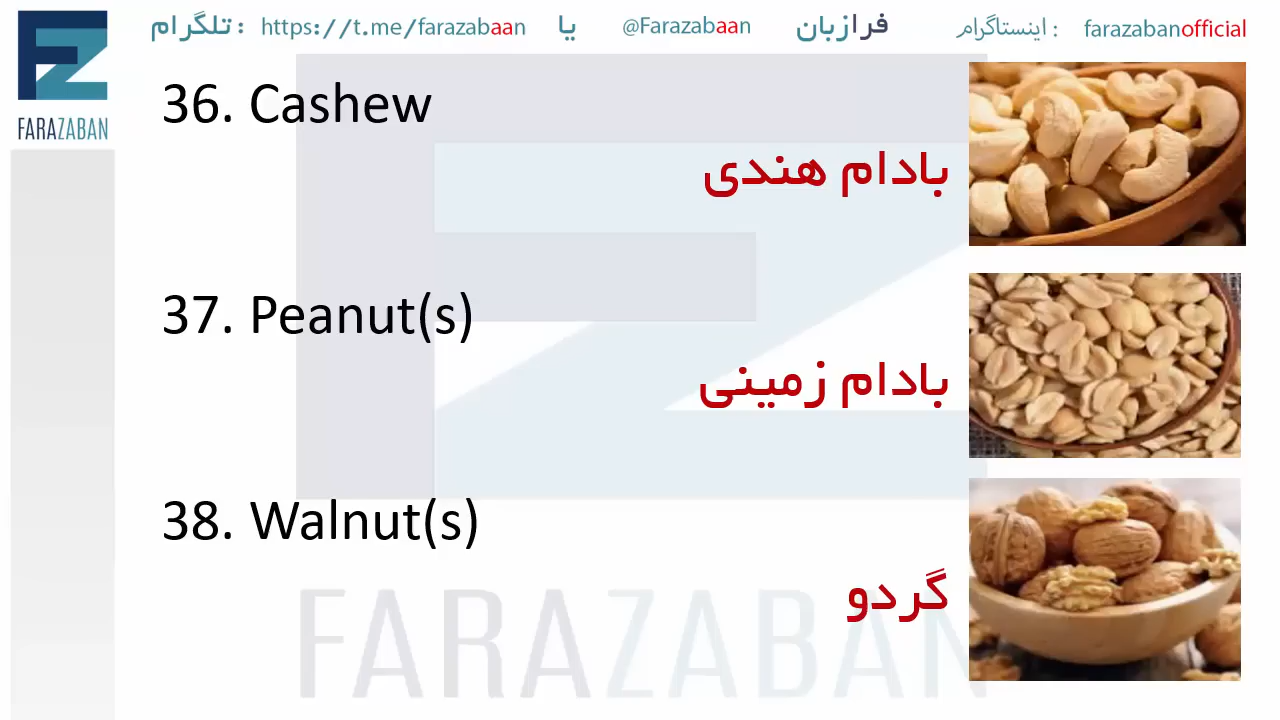 تلگرام : https://t.me/farazabaan یا @Farazabaan فرازبان اینستاگرام : farazabanofficial
FARAZABAN
36. Cashew
بادام هندی
37. Peanut(s)
بادام زمینی
38. Walnut(s)
گردو
FARAZABAN